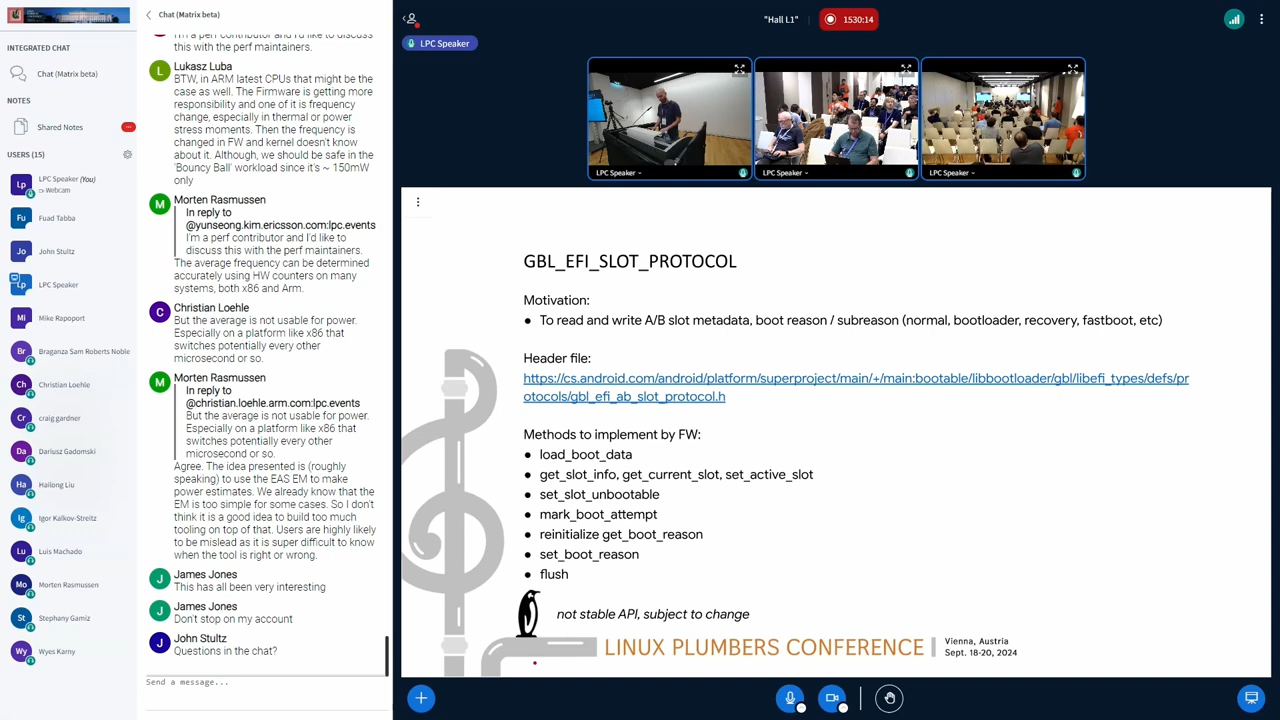 INTEGRATED CHAT
Chat (Matrix beta)
NOTES
Shared Notes
USERS (15)
Lp
LPC Speaker (You)
Webcam
Fu
Fuad Tabba
Jo
John Stultz
Lp
LPC Speaker
Mi
Mike Rapoport
Br
Braganza Sam Roberts Noble
Ch
Christian Loehle
Cr
craig gardner
Da
Dariusz Gadomski
Ha
Hailong Liu
Ig
Igor Kalkov-Streitz
Lu
Luis Machado
Mo
Morten Rasmussen
St
Stephany Gamiz
Wy
Wyes Karny
Chat (Matrix beta)
I'm a perf contributor and I'd like to discuss
this with the perf maintainers.
L
Lukasz Luba
BTW, in ARM latest CPUs that might be the
case as well. The Firmware is getting more
responsibility and one of it is frequency
change, especially in thermal or power
stress moments. Then the frequency is
changed in FW and kernel doesn't know
about it. Although, we should be safe in the
'Bouncy Ball' workload since it's ~ 150mW
only
M
Morten Rasmussen
In reply to
@yunseong.kim.ericsson.com:lpc.events
I'm a perf contributor and I'd like to
discuss this with the perf maintainers.
The average frequency can be determined
accurately using HW counters on many
systems, both x86 and Arm.
C
Christian Loehle
But the average is not usable for power.
Especially on a platform like x86 that
switches potentially every other
microsecond or so.
M
Morten Rasmussen
In reply to
@christian.loehle.arm.com:lpc.events
But the average is not usable for power.
Especially on a platform like x86 that
switches potentially every other
microsecond or so.
Agree. The idea presented is (roughly
speaking) to use the EAS EM to make
power estimates. We already know that the
EM is too simple for some cases. So I don't
think it is a good idea to build too much
tooling on top of that. Users are highly likely
to be mislead as it is super difficult to know
when the tool is right or wrong.
J
James Jones
This has all been very interesting
J
James Jones
Don't stop on my account
J
John Stultz
Questions in the chat?
Send a message...
"Hall L1"
1530:14
LPC Speaker
LPC Speaker
LPC Speaker
LPC Speaker
GBL_EFI_SLOT_PROTOCOL
Motivation:
● To read and write A/B slot metadata, boot reason / subreason (normal, bootloader, recovery, fastboot, etc)
Header file:
https://cs.android.com/android/platform/superproject/main/+/main:bootable/libbootloader/gbl/libefi_types/defs/pr
otocols/gbl_efi_ab_slot_protocol.h
Methods to implement by FW:
● load_boot_data
● get_slot_info, get_current_slot, set_active_slot
● set_slot_unbootable
● mark_boot_attempt
● reinitialize get_boot_reason
● set_boot_reason
● flush
not stable API, subject to change
LINUX PLUMBERS CONFERENCE
Vienna, Austria
Sept. 18-20, 2024